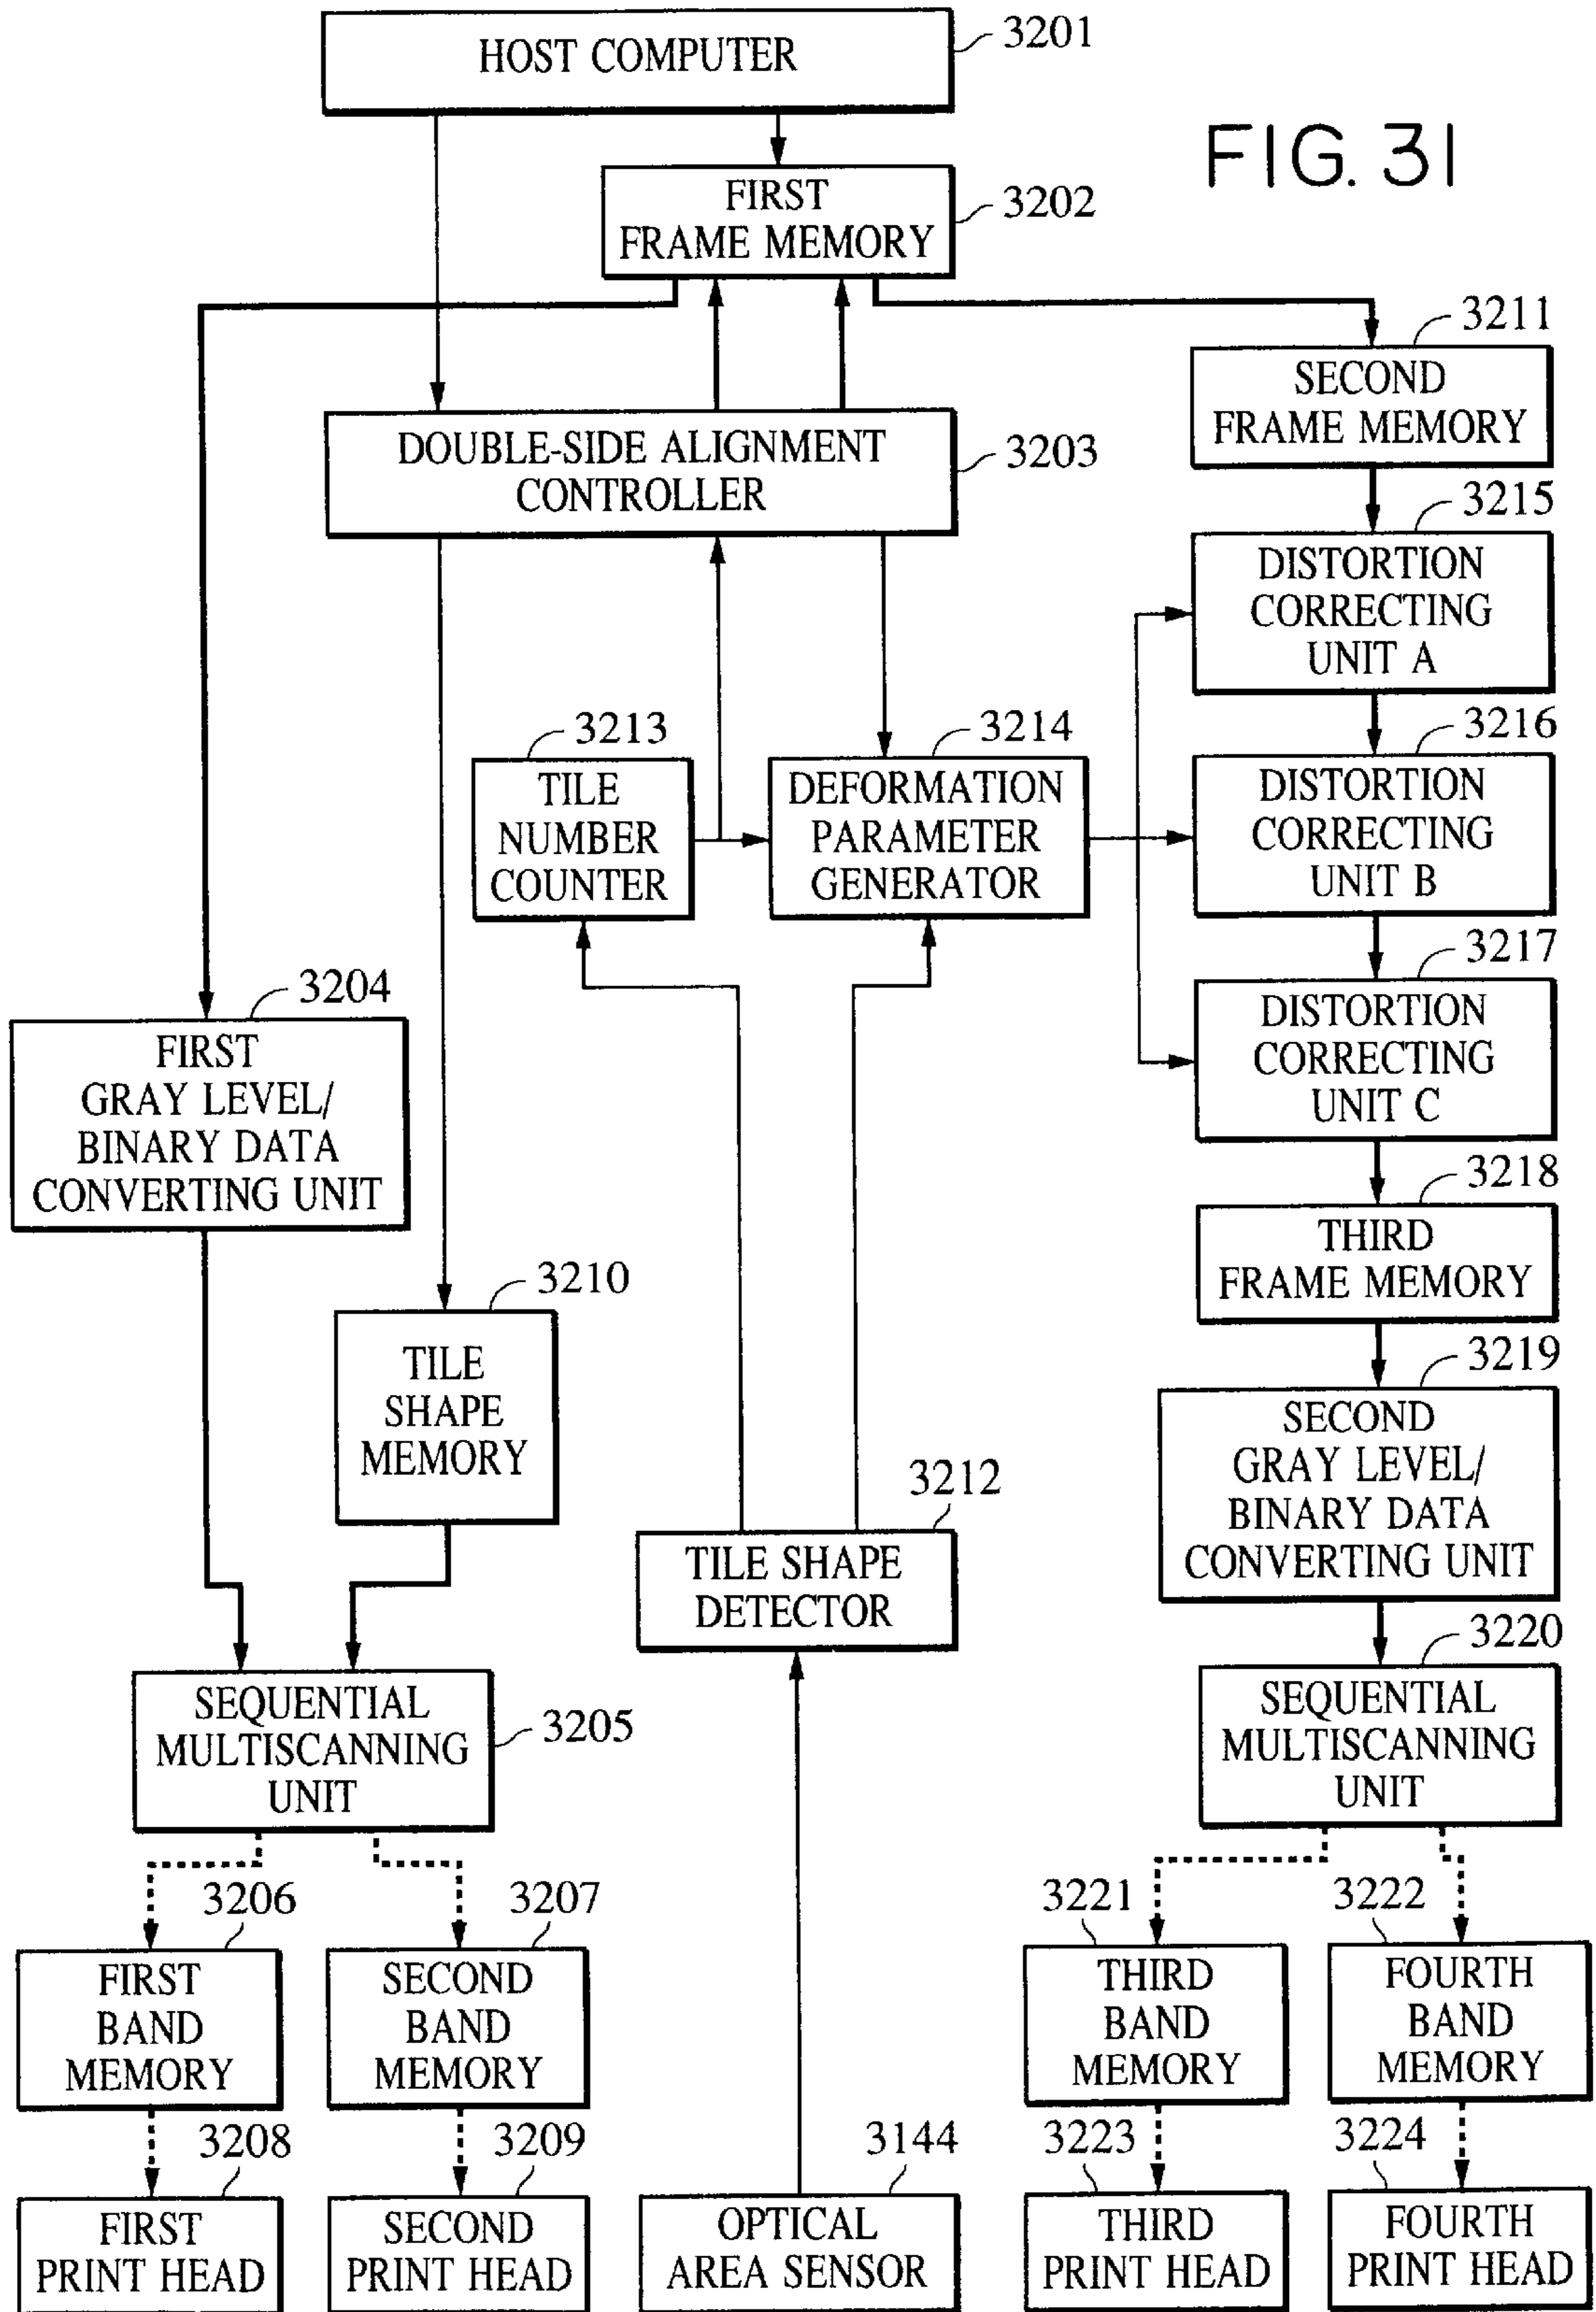 HOST COMPUTER
3201
FIG. 31
FIRST
FRAME MEMORY
3202
3211
SECOND
FRAME MEMORY
DOUBLE-SIDE ALIGNMENT
CONTROLLER
3203
3215
DISTORTION
CORRECTING
UNIT A
3213
TILE
NUMBER
COUNTER
3214
DEFORMATION
PARAMETER
GENERATOR
3216
DISTORTION
CORRECTING
UNIT B
3217
DISTORTION
CORRECTING
UNIT C
3204
FIRST
GRAY LEVEL/
BINARY DATA
CONVERTING UNIT
3218
THIRD
FRAME MEMORY
3210
TILE
SHAPE
MEMORY
3219
SECOND
GRAY LEVEL/
BINARY DATA
CONVERTING UNIT
3212
TILE SHAPE
DETECTOR
SEQUENTIAL
MULTISCANNING
UNIT
3205
3220
SEQUENTIAL
MULTISCANNING
UNIT
3206
FIRST
BAND
MEMORY
3207
SECOND
BAND
MEMORY
3221
THIRD
BAND
MEMORY
3222
FOURTH
BAND
MEMORY
3208
FIRST
PRINT HEAD
3209
SECOND
PRINT HEAD
3144
OPTICAL
AREA SENSOR
3223
THIRD
PRINT HEAD
3224
FOURTH
PRINT HEAD